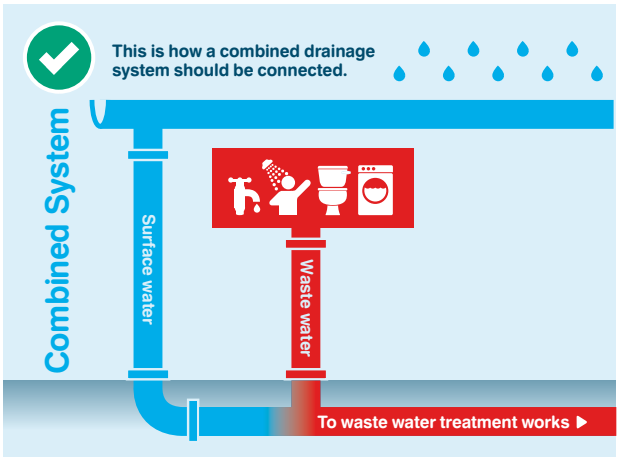 This is how a combined drainage
system should be connected.
Combined System
Surface water
Waste water
To waste water treatment works